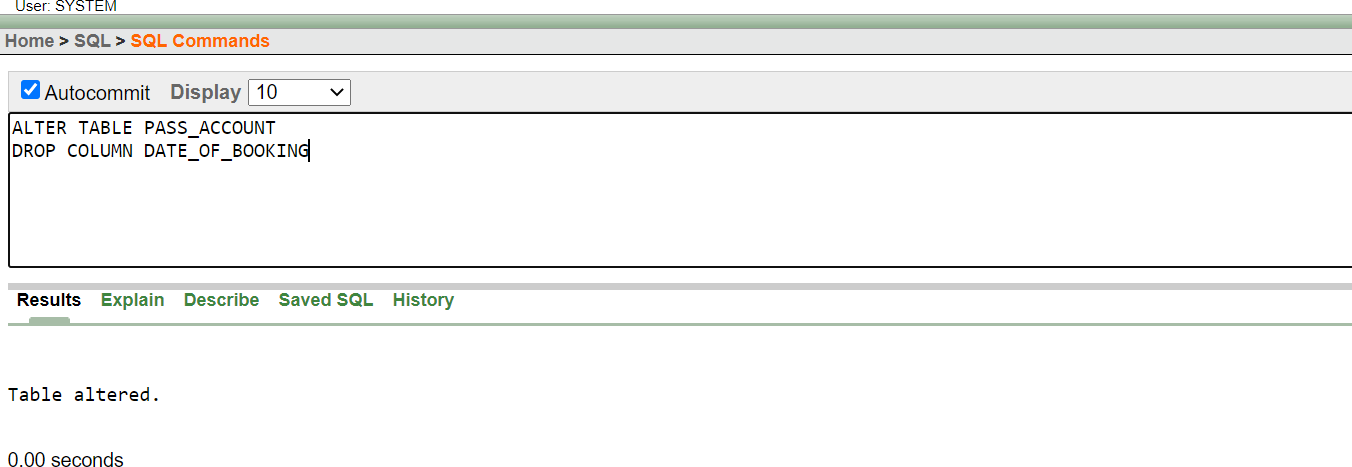 User: SYSTEM
Home > SQL > SQL Commands
Autocommit Display 10
ALTER TABLE PASS_ACCOUNT
DROP COLUMN DATE_OF_BOOKING
Results Explain Describe Saved SQL History
Table altered.
0.00 seconds